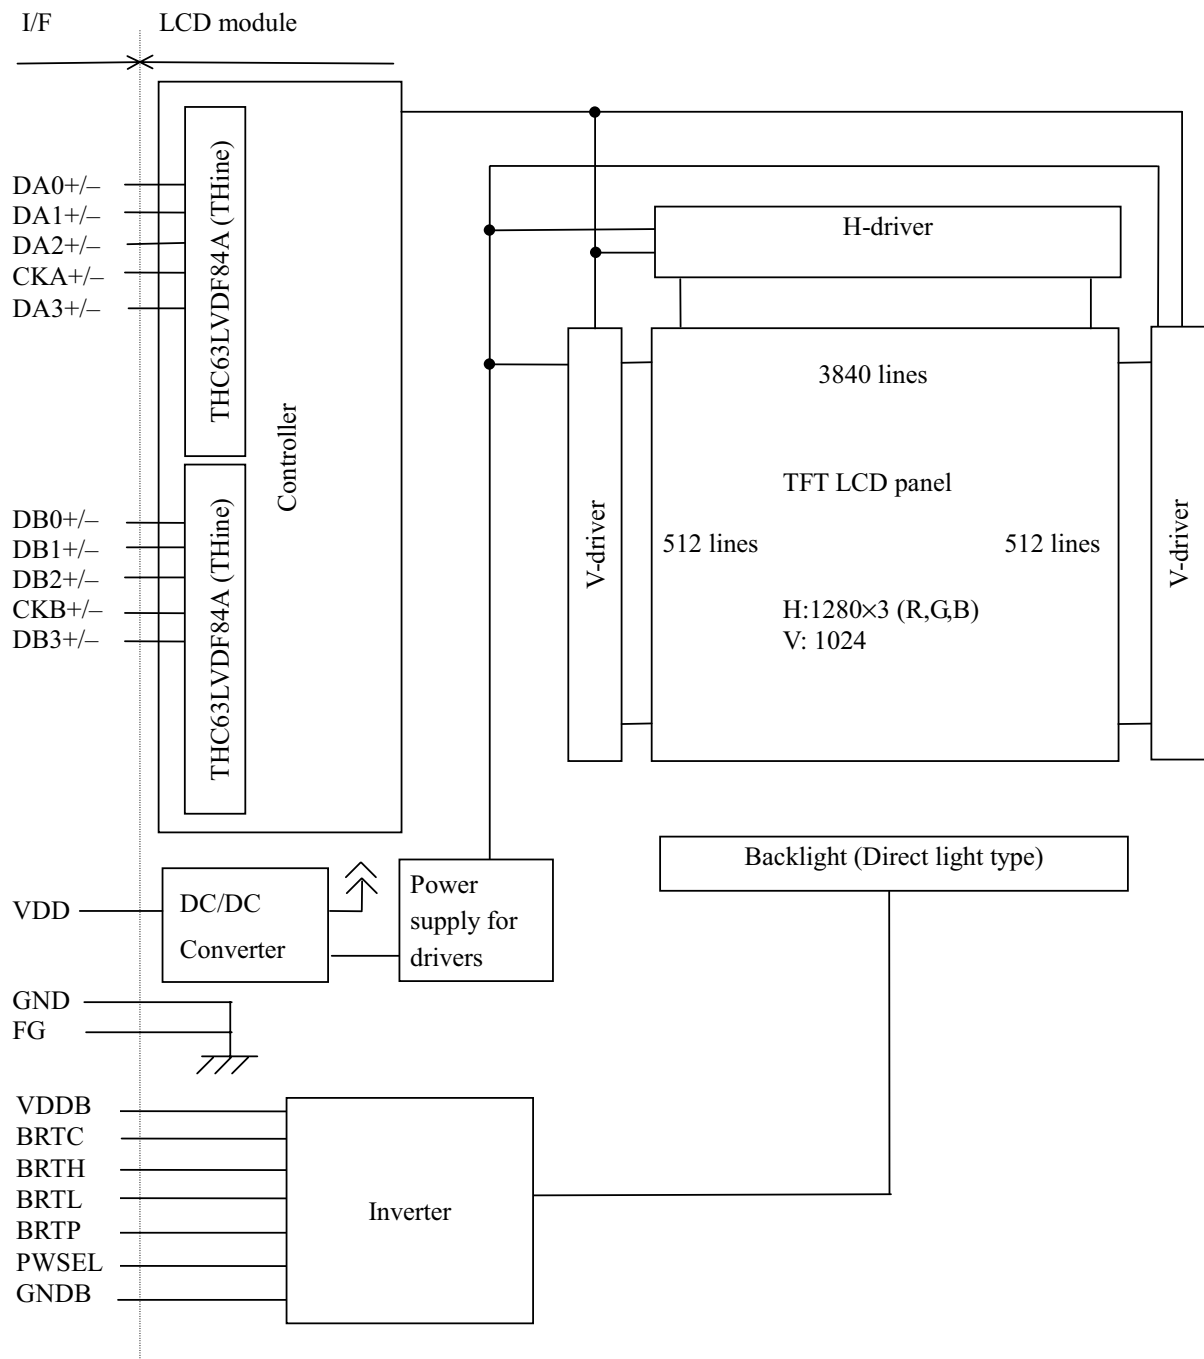 I/F
LCD module
DA0+/–
DA1+/–
DA2+/–
CKA+/–
DA3+/–
THC63LVDF84A (THine)
Controller
DB0+/–
DB1+/–
DB2+/–
CKB+/–
DB3+/–
THC63LVDF84A (THine)
H-driver
3840 lines
TFT LCD panel
V-driver
512 lines
512 lines
V-driver
H:1280×3 (R,G,B)
V: 1024
Backlight (Direct light type)
VDD
DC/DC
Converter
Power
supply for
drivers
GND
FG
VDDB
BRTC
BRTH
BRTL
BRTP
PWSEL
GNDB
Inverter